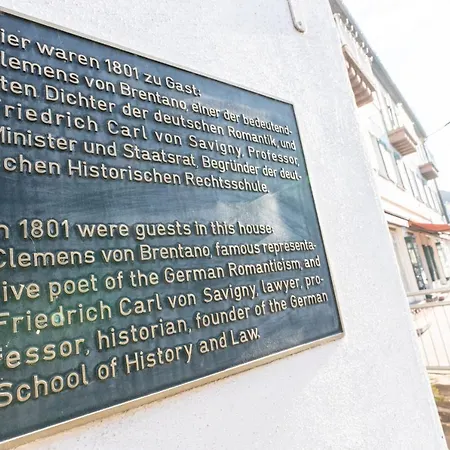 ier waren 1801 zu Gast:
lemens von Brentano, einer der bedeutend-
ten Dichter der deutschen Romantik, und
Friedrich Carl von Savigny, Professor,
Minister und Staatsrat, Begründer der deut-
chen Historischen Rechtsschule.
n 1801 were guests in this house:
Clemens von Brentano, famous representa-
ive poet of the German Romanticism, and
Friedrich Carl von Savigny, lawyer, pro-
fessor, historian, founder of the German
School of History and Law.